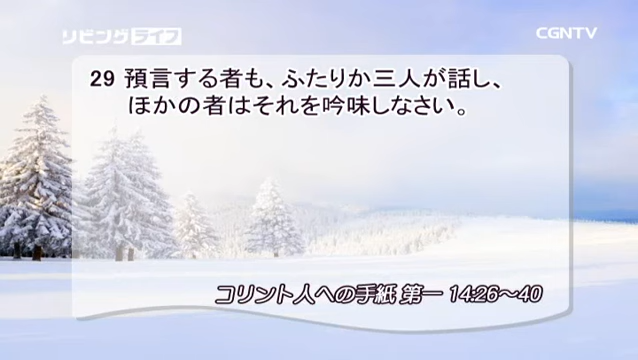 リビングライフ
CGNTV
29 預言する者も、ふたりか三人が話し、
ほかの者はそれを吟味しなさい。
コリント人への手紙 第一 14:26～40